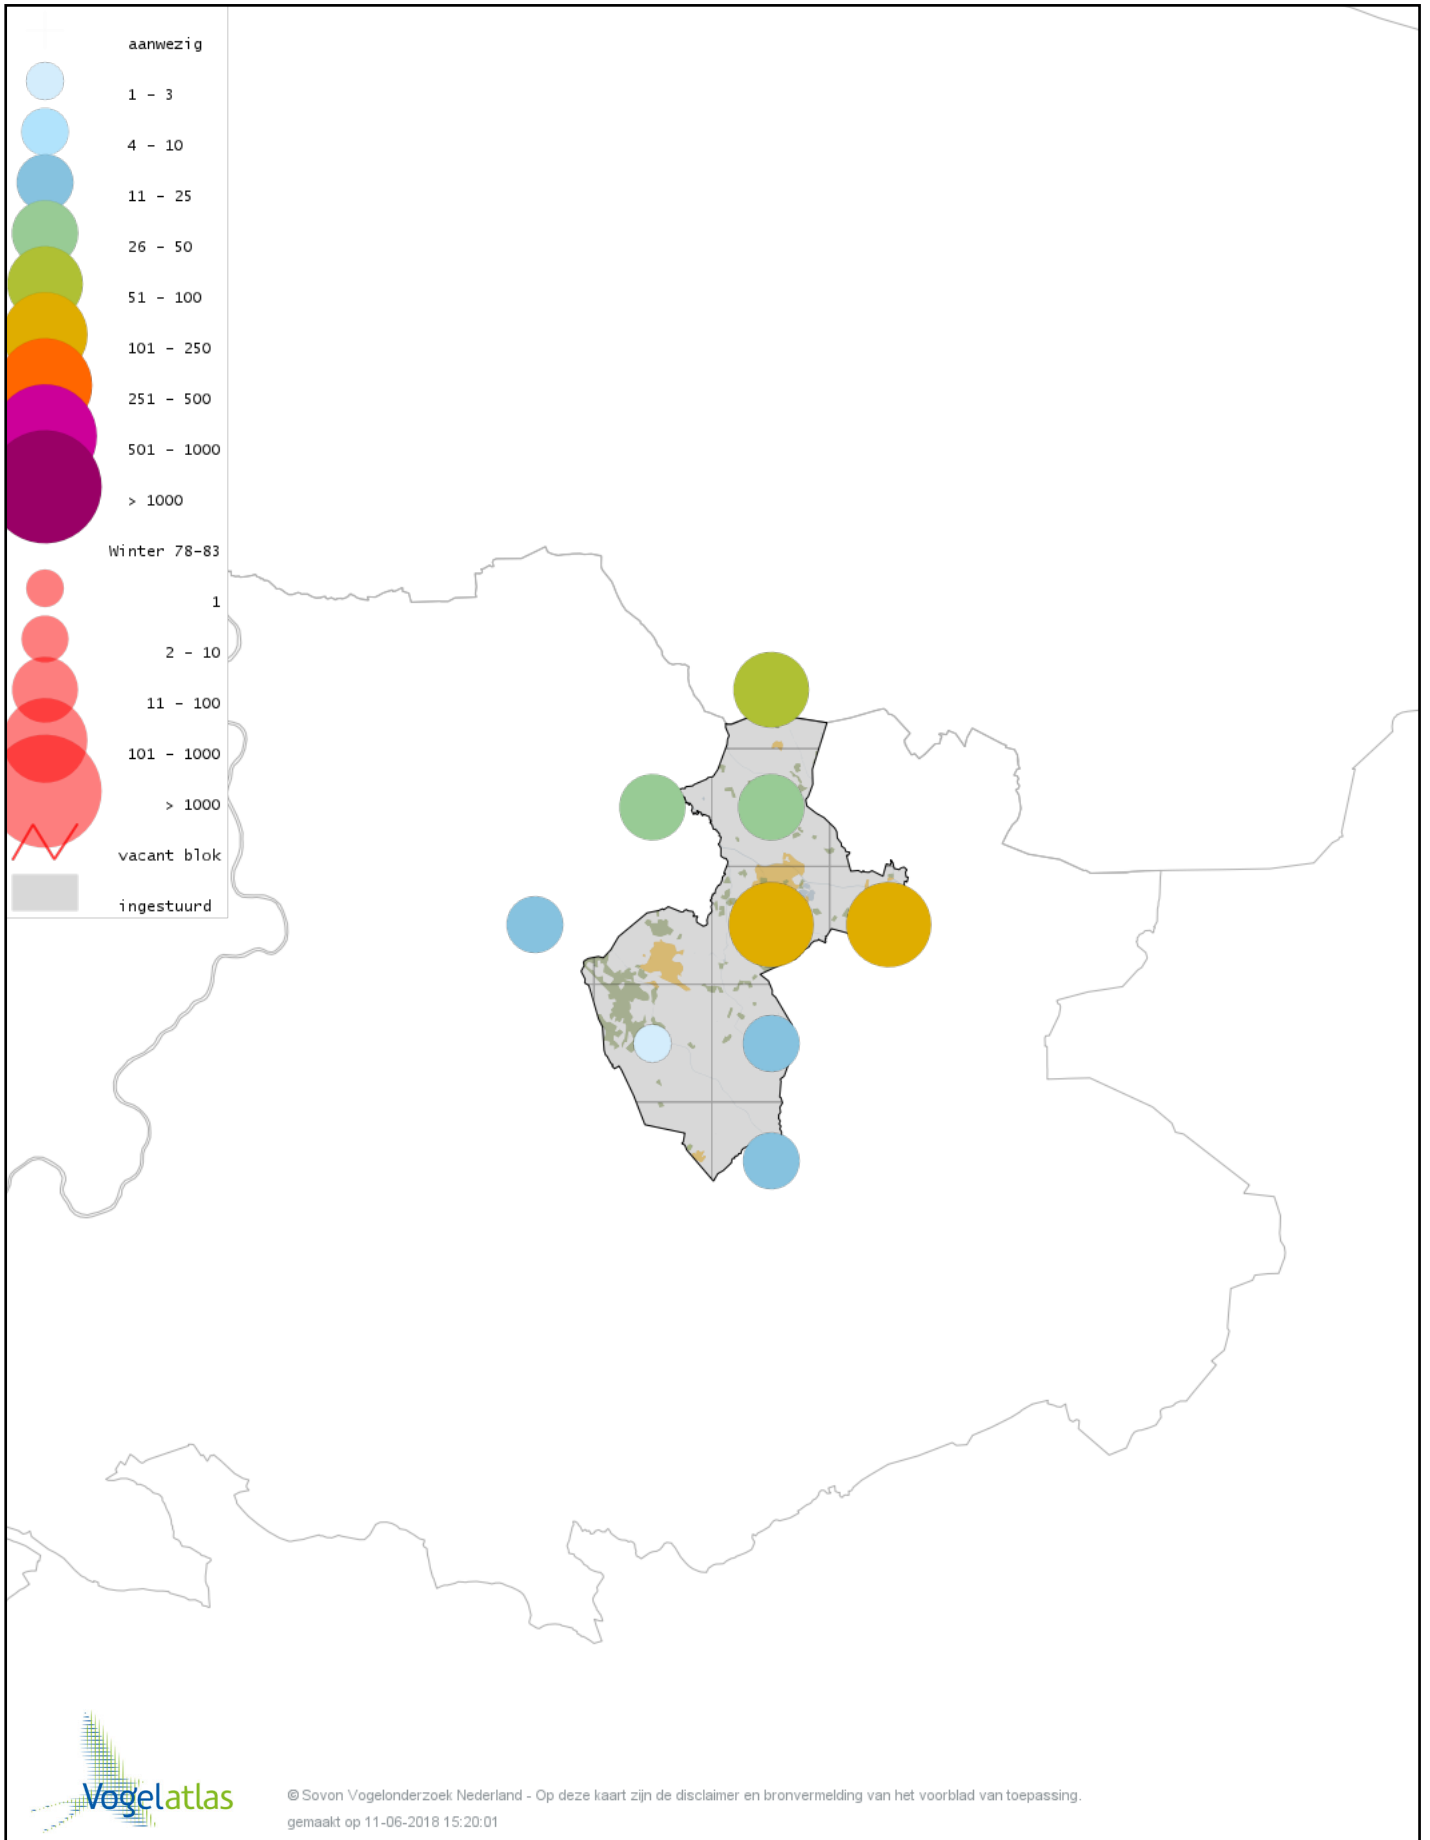 aanwezig
1 - 3
4 - 10
11 - 25
26 - 50
51 - 100
101 - 250
251 - 500
501 - 1000
> 1000
Winter 78-83
1
2 - 10
11 - 100
101 - 1000
> 1000
vacant blok
ingestuurd
Vogelatlas
© Sovon Vogelonderzoek Nederland - Op deze kaart zijn de disclaimer en bronvermelding van het voorblad van toepassing.
gemaakt op 11-06-2018 15:20:01